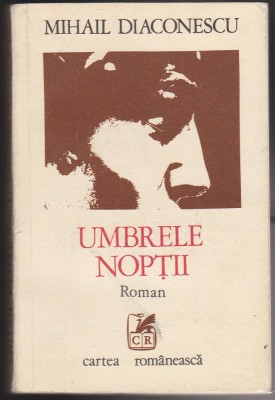 MIHAIL DIACONESCU
UMBRELE
NOPȚII
Roman
CR
cartea românească